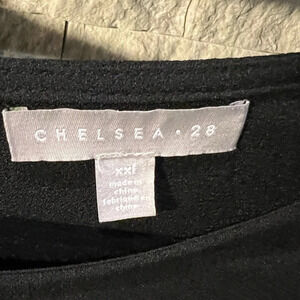 CHELSEA • 28
xxl
made in
china
fabriqué en
chine